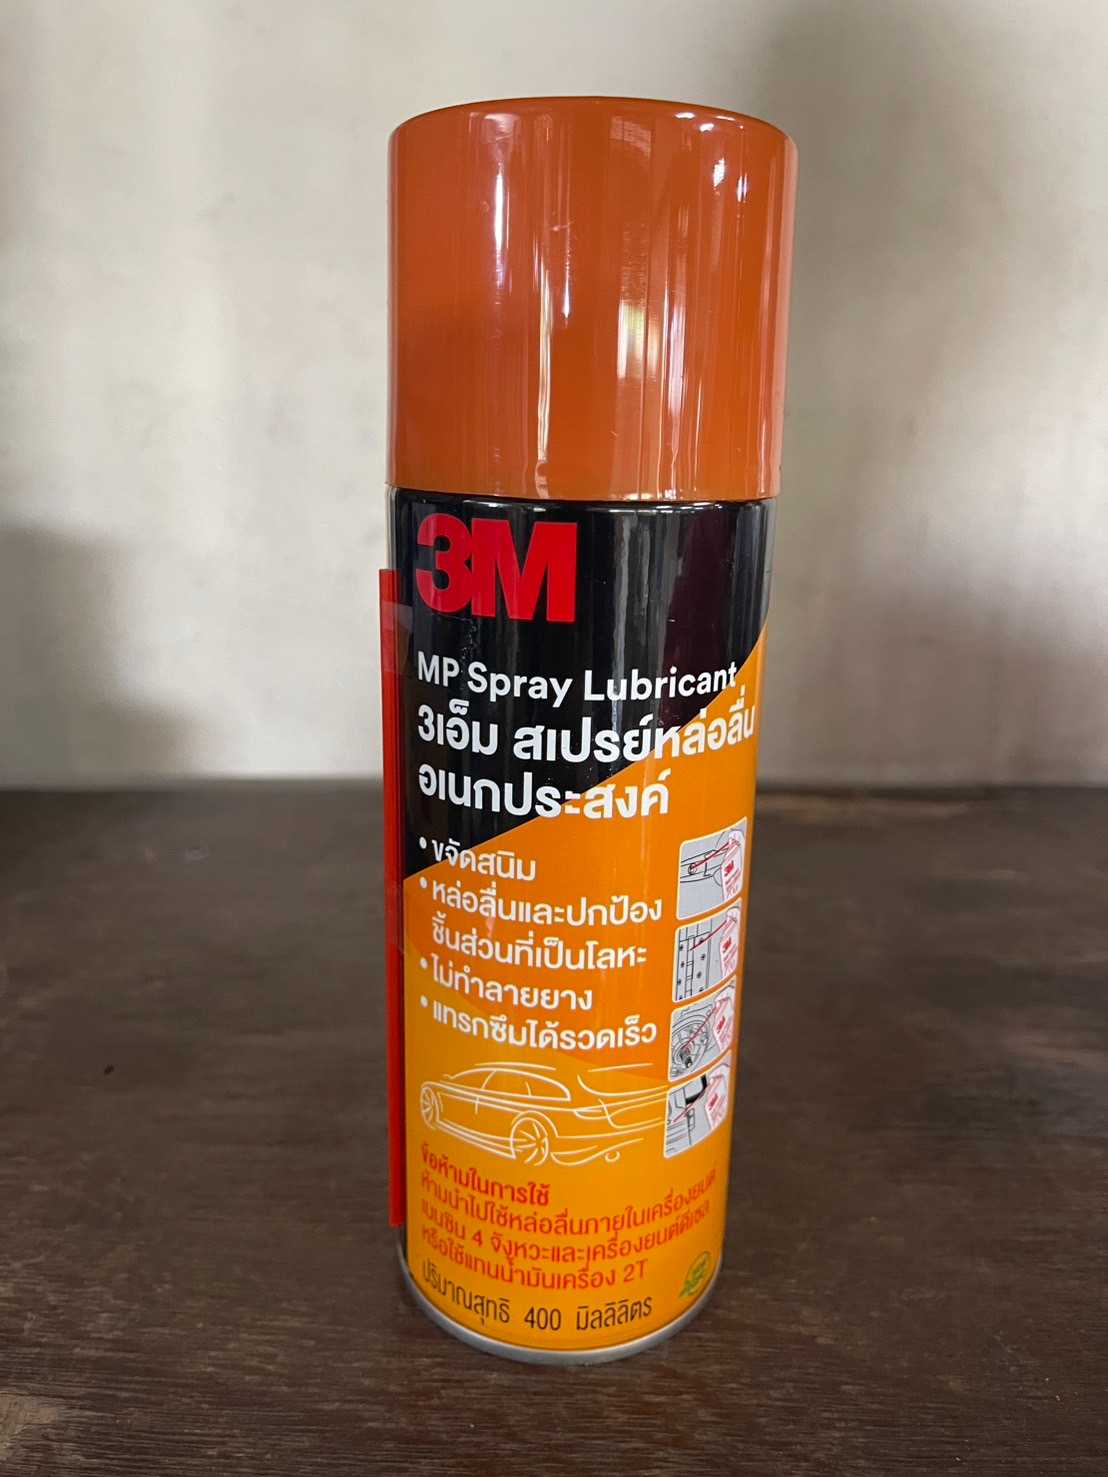 3M
MP Spray Lubricant
3เอ็ม สเปรย์หล่อลื่น
อเนกประสงค์
• ขจัดสนิม
• หล่อลื่นและปกป้อง
ชิ้นส่วนที่เป็นโลหะ
• ไม่ทำลายยาง
• แทรกซึมได้รวดเร็ว
ข้อห้ามในการใช้
ห้ามนำไปใช้หล่อลื่นภายในเครื่องยนต์
เบนซิน 4 จังหวะและเครื่องยนต์ดีเซล
หรือใช้แทนน้ำมันเครื่อง 2T
ปริมาณสุทธิ 400 มิลลิลิตร